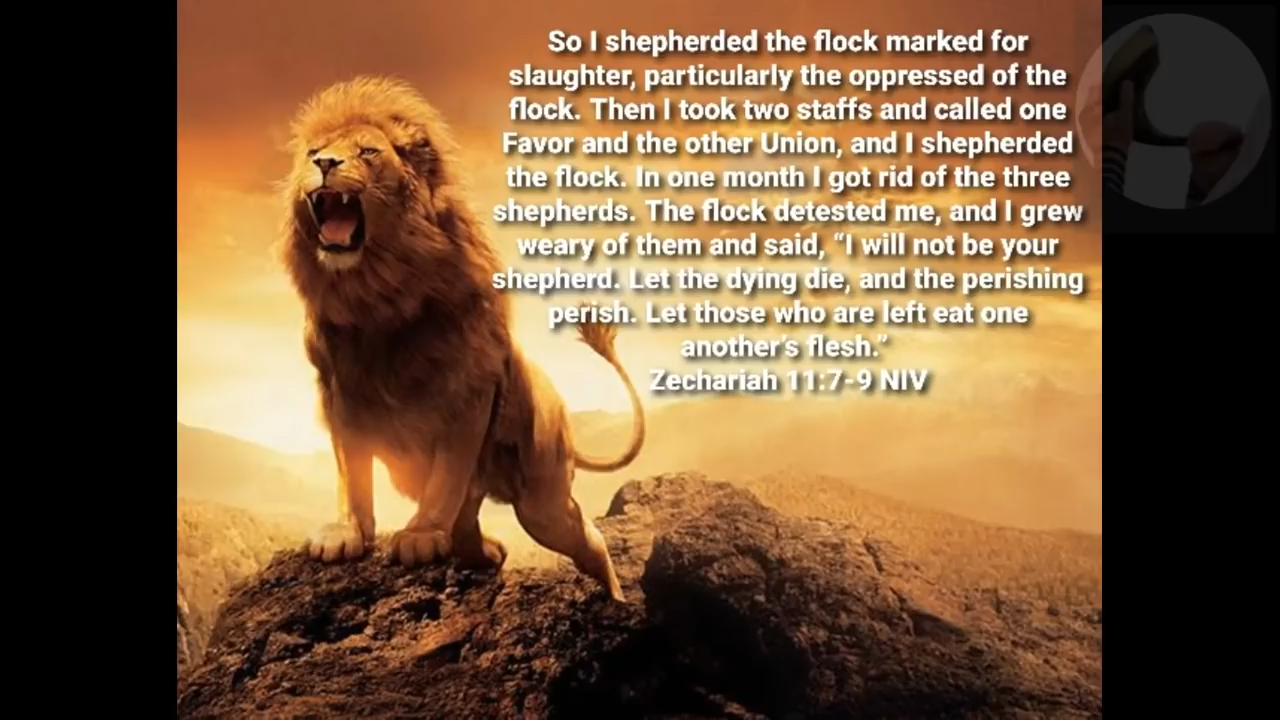 So I shepherded the flock marked for
slaughter, particularly the oppressed of the
flock. Then I took two staffs and called one
Favor and the other Union, and I shepherded
the flock. In one month I got rid of the three
shepherds. The flock detested me, and I grew
weary of them and said, “I will not be your
shepherd. Let the dying die, and the perishing
perish. Let those who are left eat one
another’s flesh.”
Zechariah 11:7-9 NIV